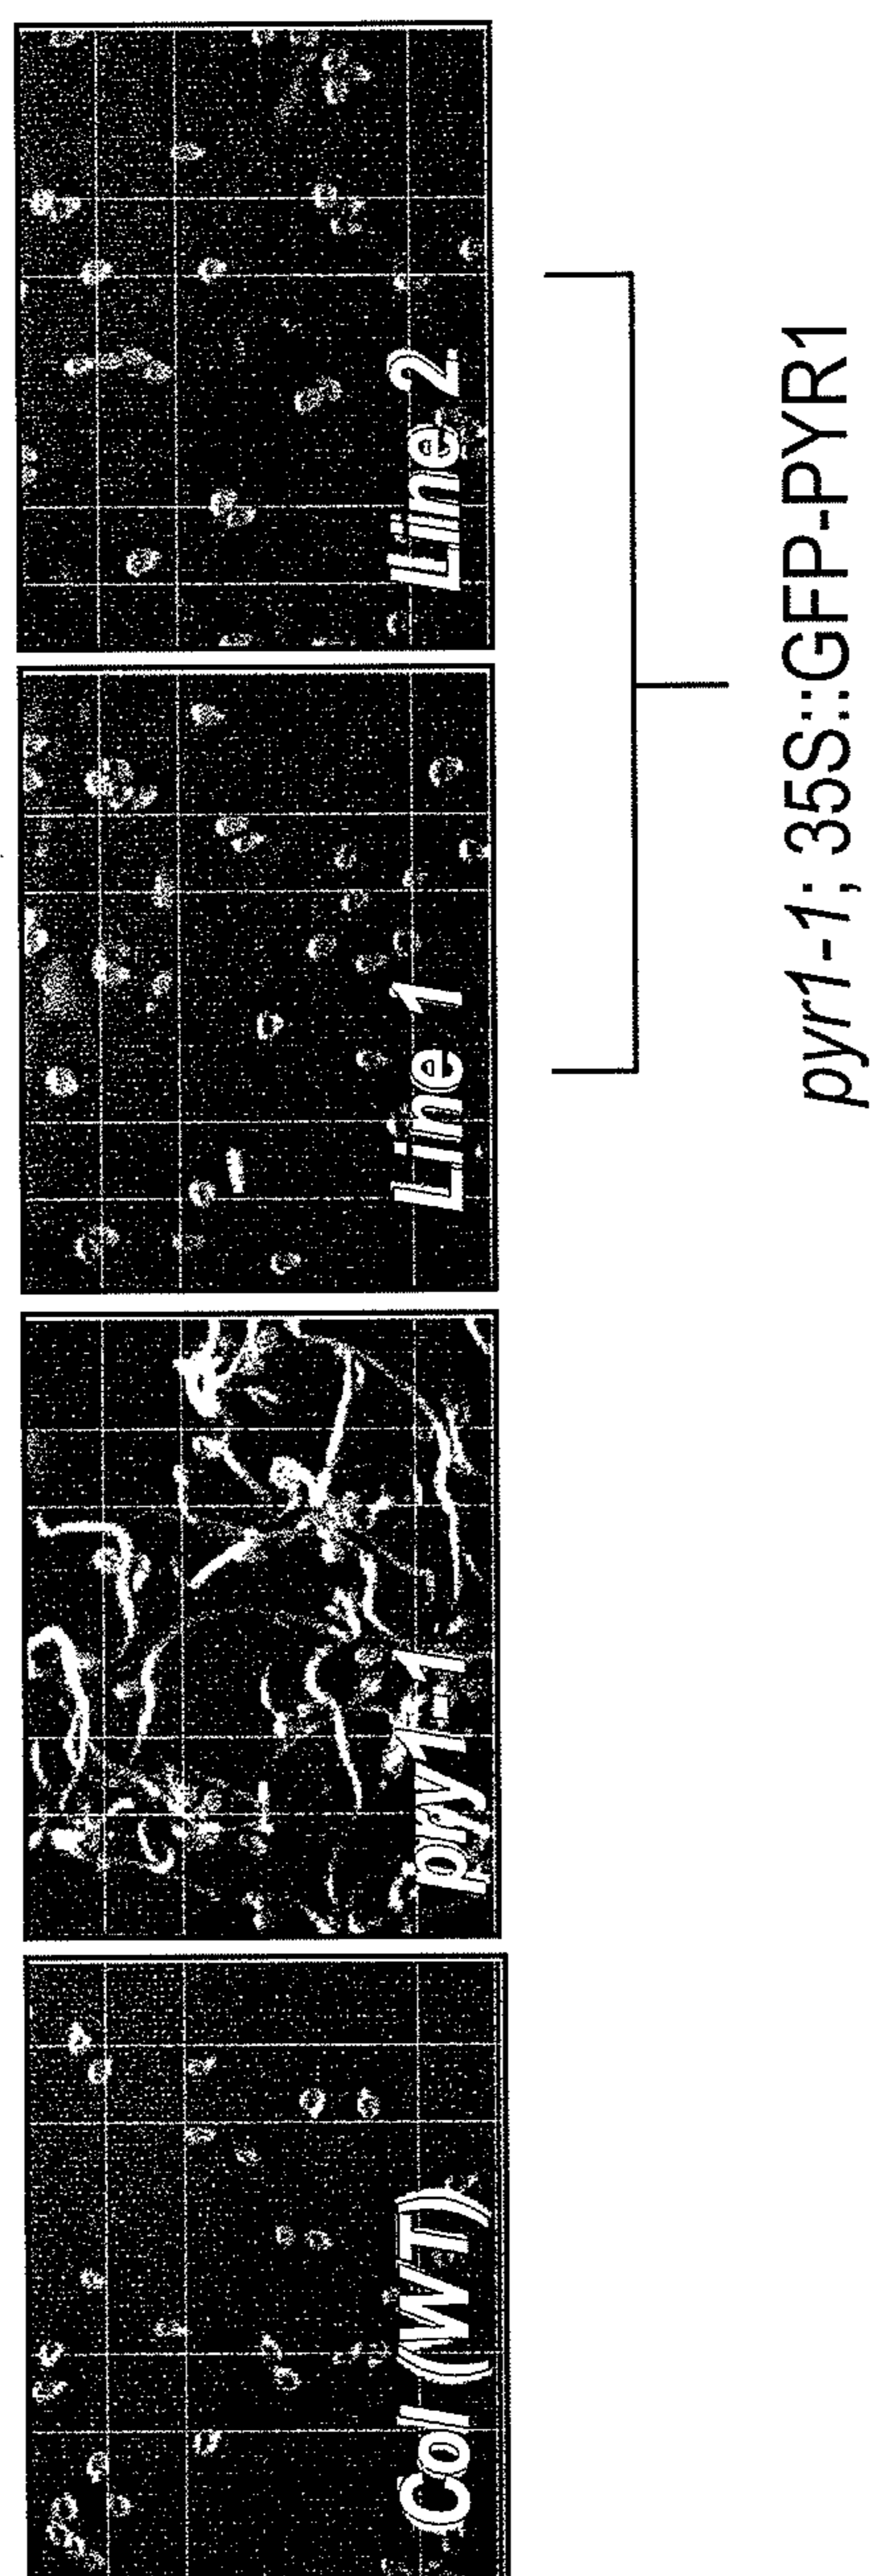 Col (WT)
pry1-1
Line 1
Line 2
pyr1-1; 35S::GFP-PYR1